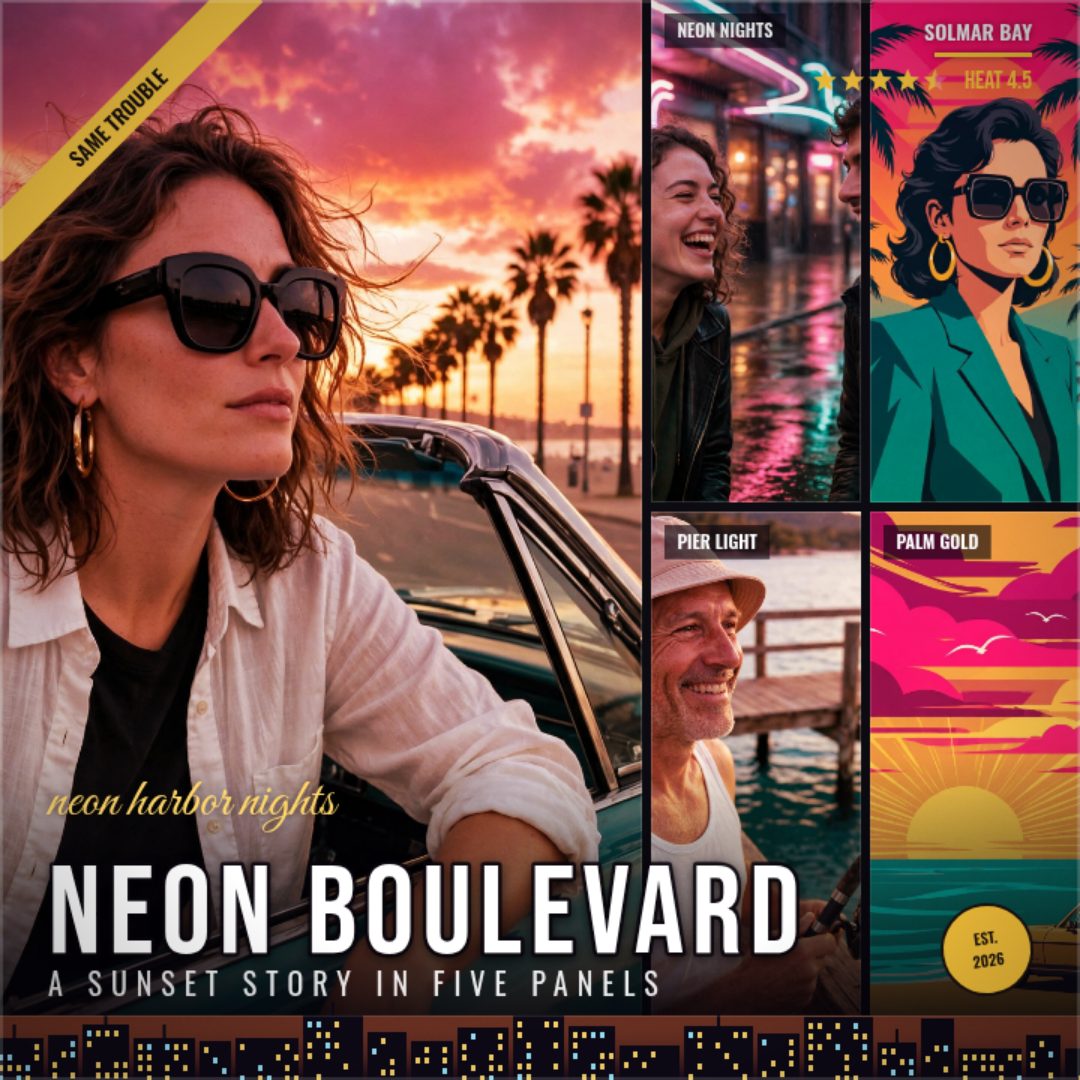 SAME TROUBLE
NEON NIGHTS
SOLMAR BAY
HEAT 4.5
PIER LIGHT
PALM GOLD
neon harbor nights
NEON BOULEVARD
A SUNSET STORY IN FIVE PANELS
EST.
2026